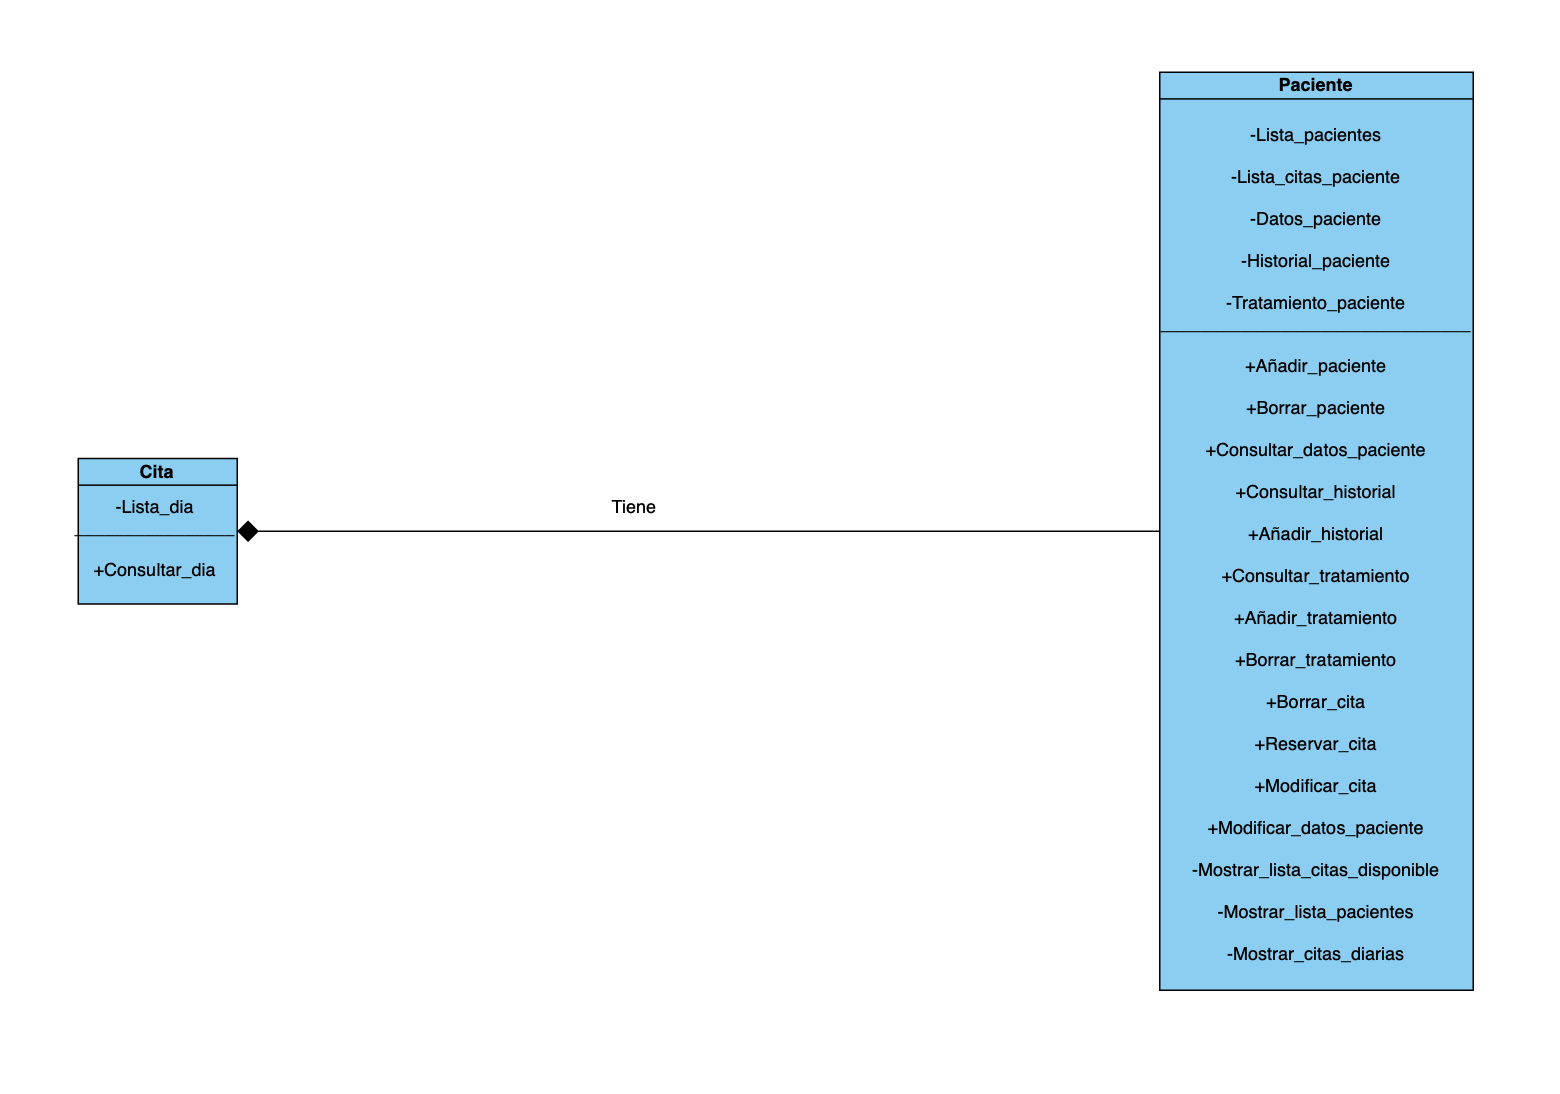 Paciente
-Lista_pacientes
-Lista_citas_paciente
-Datos_paciente
-Historial_paciente
-Tratamiento_paciente
+Añadir_paciente
+Borrar_paciente
+Consultar_datos_paciente
+Consultar_historial
+Añadir_historial
+Consultar_tratamiento
+Añadir_tratamiento
+Borrar_tratamiento
+Borrar_cita
+Reservar_cita
+Modificar_cita
+Modificar_datos_paciente
-Mostrar_lista_citas_disponible
-Mostrar_lista_pacientes
-Mostrar_citas_diarias
Cita
-Lista_dia
+Consultar_dia
Tiene